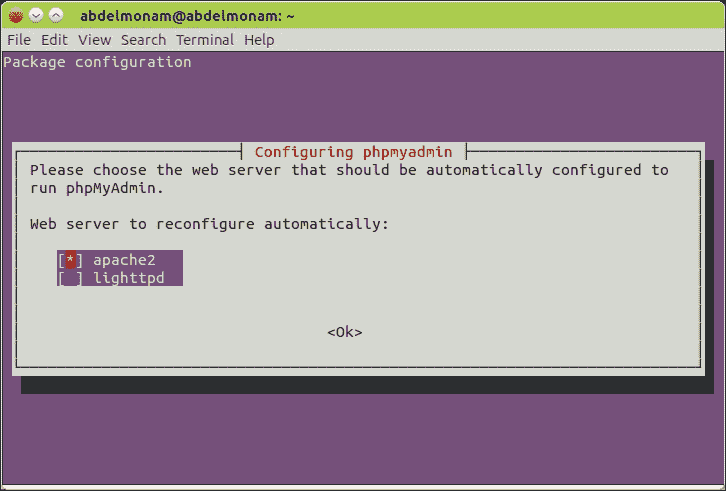 abdelmonam@abdelmonam: ~
File Edit View Search Terminal Help
Package configuration
Configuring phpmyadmin
Please choose the web server that should be automatically configured to
run phpMyAdmin.
Web server to reconfigure automatically:
[*] apache2
[ ] lighttpd
<Ok>